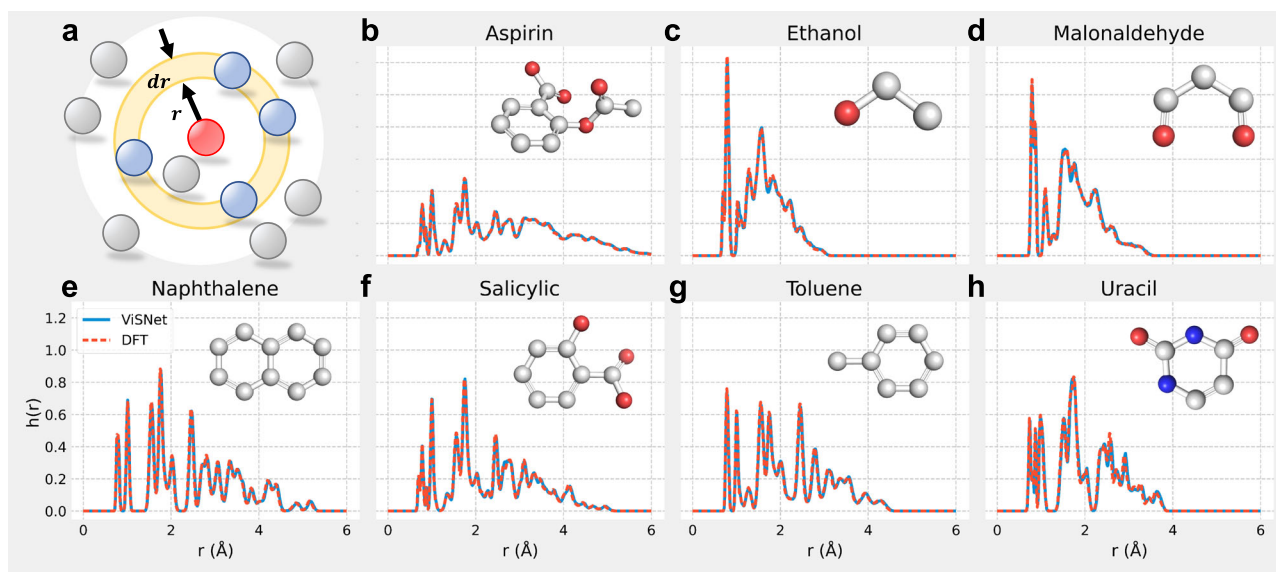 a
dr
r
b
Aspirin
c
Ethanol
d
Malonaldehyde
e
Naphthalene
ViSNet
DFT
h(r)
1.2
1.0
0.8
0.6
0.4
0.2
0.0
0 2 4 6
r (Å)
f
Salicylic
0 2 4 6
r (Å)
g
Toluene
0 2 4 6
r (Å)
h
Uracil
0 2 4 6
r (Å)